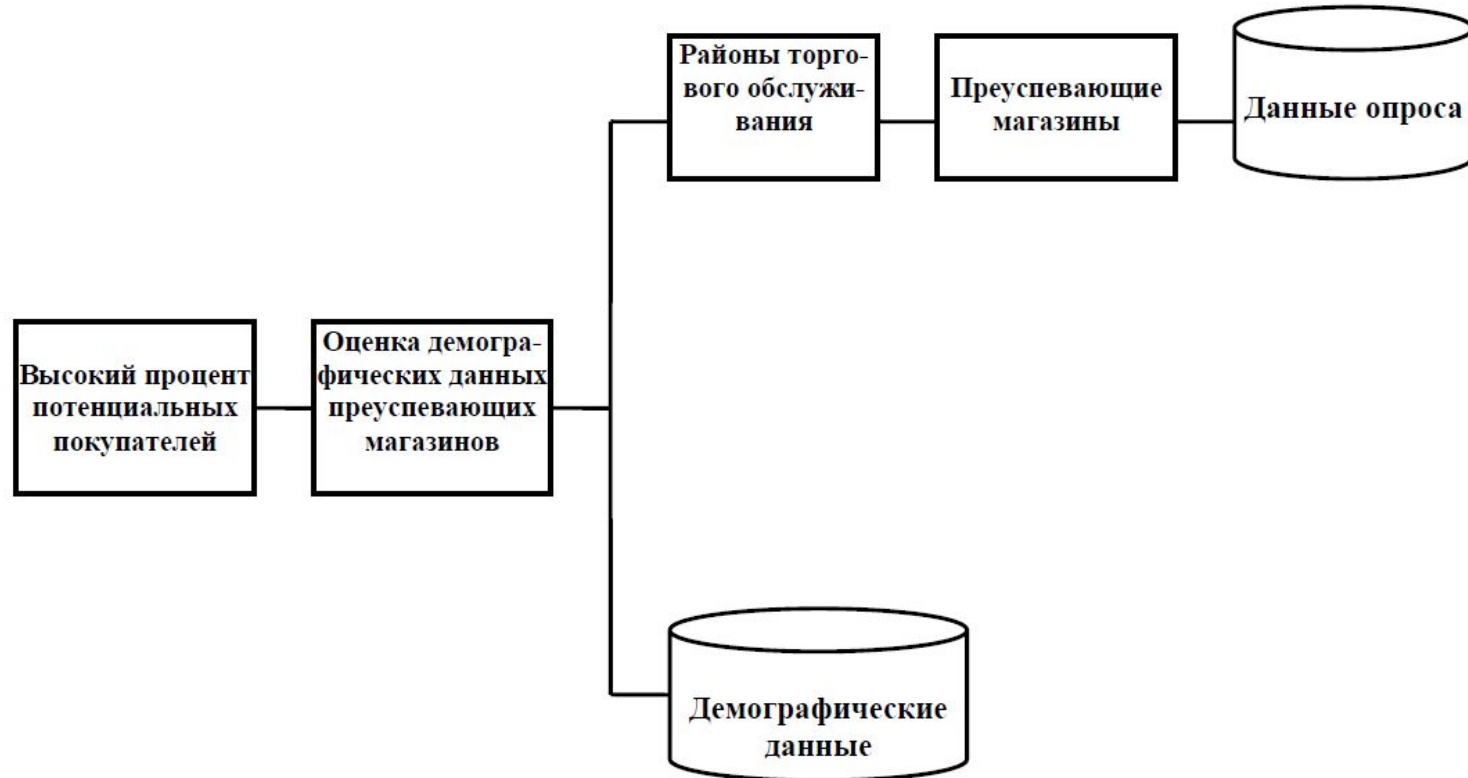 Районы торго-
вого обслужи-
вания
Преуспевающие
магазины
Данные опроса
Высокий процент
потенциальных
покупателей
Оценка демогра-
фических данных
преуспевающих
магазинов
Демографические
данные